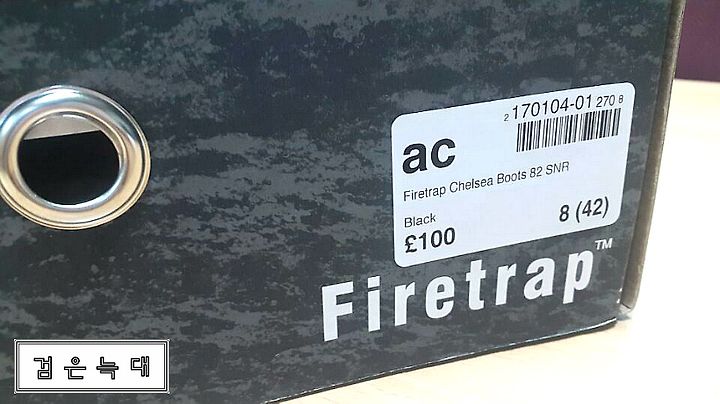 2 170104-01 270 8
ac
Firetrap Chelsea Boots 82 SNR
Black
8 (42)
£100
Firetrap™
검은늑대